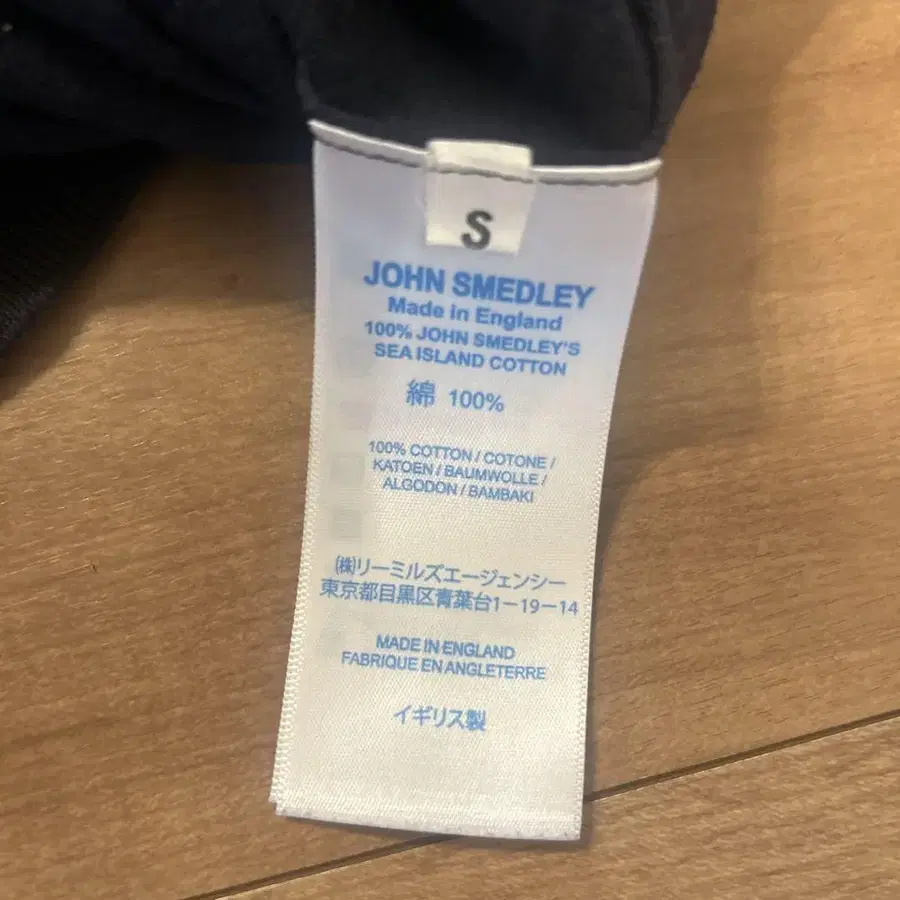 S
JOHN SMEDLEY
Made in England
100% JOHN SMEDLEY'S
SEA ISLAND COTTON
綿 100%
100% COTTON / COTONE /
KATOEN / BAUMWOLLE /
ALGODON / BAMBAKI
㈱リーミルズエージェンシー
東京都目黒区青葉台1-19-14
MADE IN ENGLAND
FABRIQUE EN ANGLETERRE
イギリス製